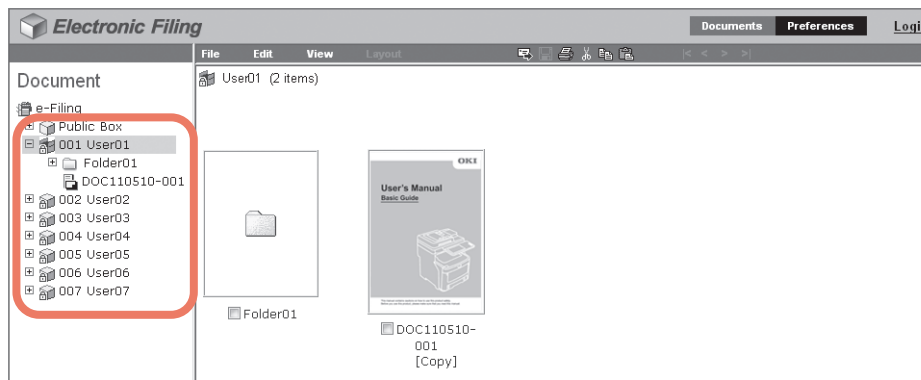 Electronic Filing
Documents
Preferences
Logi
File Edit View Layout
|< < > >|
Document
User01 (2 items)
e-Filing
Public Box
001 User01
Folder01
DOC110510-001
002 User02
003 User03
004 User04
005 User05
006 User06
007 User07
OKI
User's Manual
Basic Guide
Folder01
DOC110510-
001
[Copy]